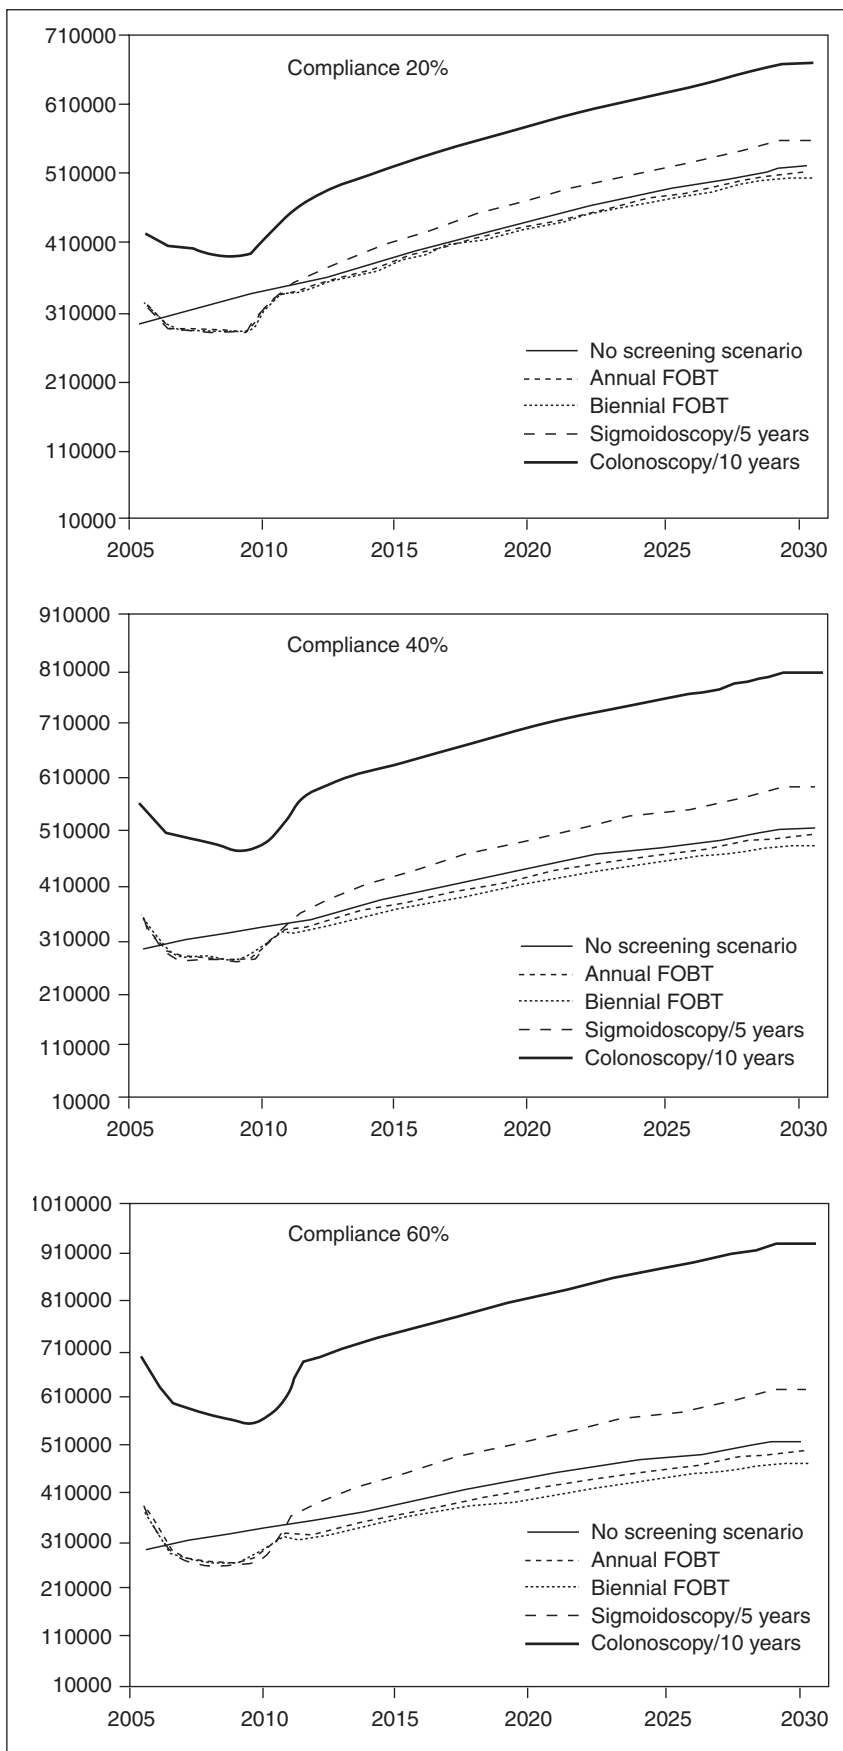 710000
Compliance 20%
610000
510000
410000
310000
No screening scenario
210000
Annual FOBT
Biennial FOBT
110000
Sigmoidoscopy/5 years
Colonoscopy/10 years
10000
2005 2010 2015 2020 2025 2030
910000
Compliance 40%
810000
710000
610000
510000
410000
310000
No screening scenario
210000
Annual FOBT
Biennial FOBT
110000
Sigmoidoscopy/5 years
Colonoscopy/10 years
10000
2005 2010 2015 2020 2025 2030
1010000
Compliance 60%
910000
810000
710000
610000
510000
410000
310000
No screening scenario
Annual FOBT
210000
Biennial FOBT
110000
Sigmoidoscopy/5 years
Colonoscopy/10 years
10000
2005 2010 2015 2020 2025 2030